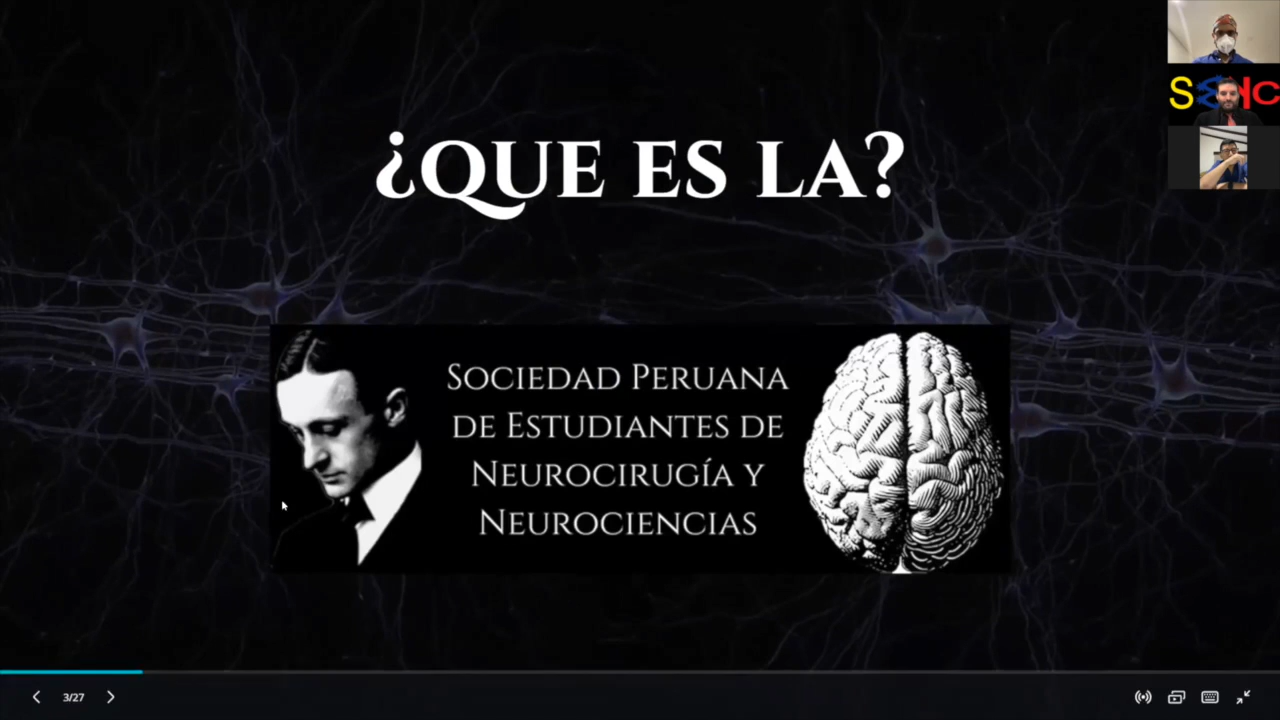 ¿QUE ES LA?
SOCIEDAD PERUANA
DE ESTUDIANTES DE
NEUROCIRUGÍA Y
NEUROCIENCIAS
3/27